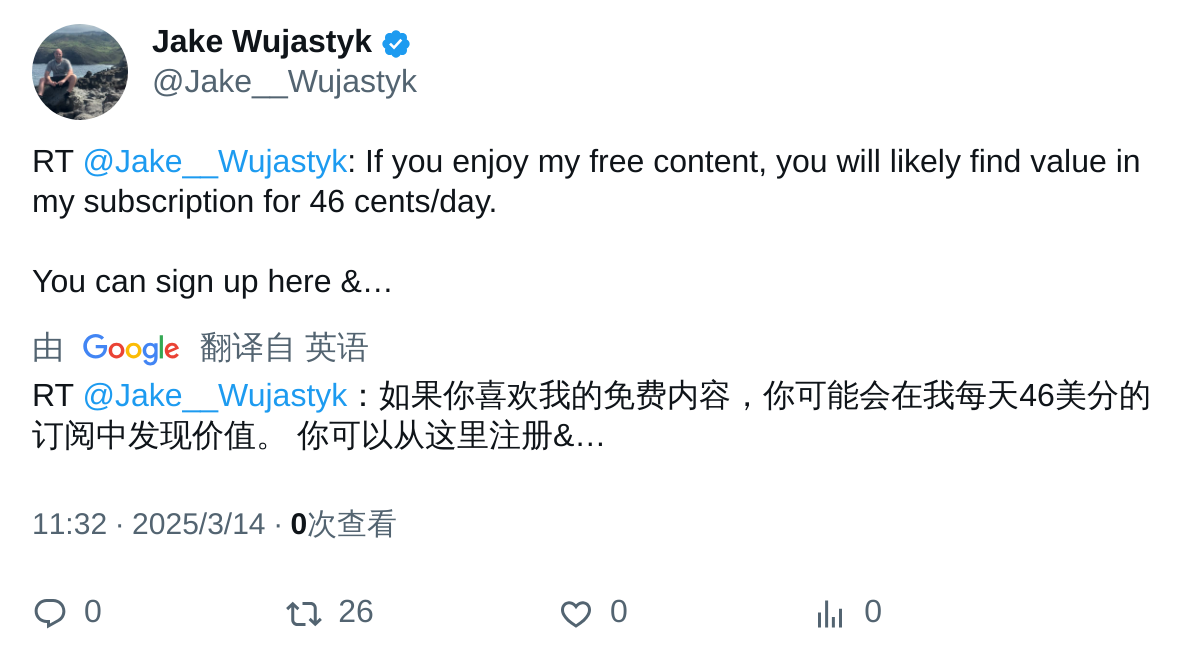 Jake Wujastyk
@Jake__Wujastyk
RT @Jake__Wujastyk: If you enjoy my free content, you will likely find value in
my subscription for 46 cents/day.
You can sign up here &…
由 Google 翻译自 英语
RT @Jake__Wujastyk：如果你喜欢我的免费内容，你可能会在我每天46美分的
订阅中发现价值。 你可以从这里注册&…
11:32 · 2025/3/14 · 0次查看
0 26 0 0